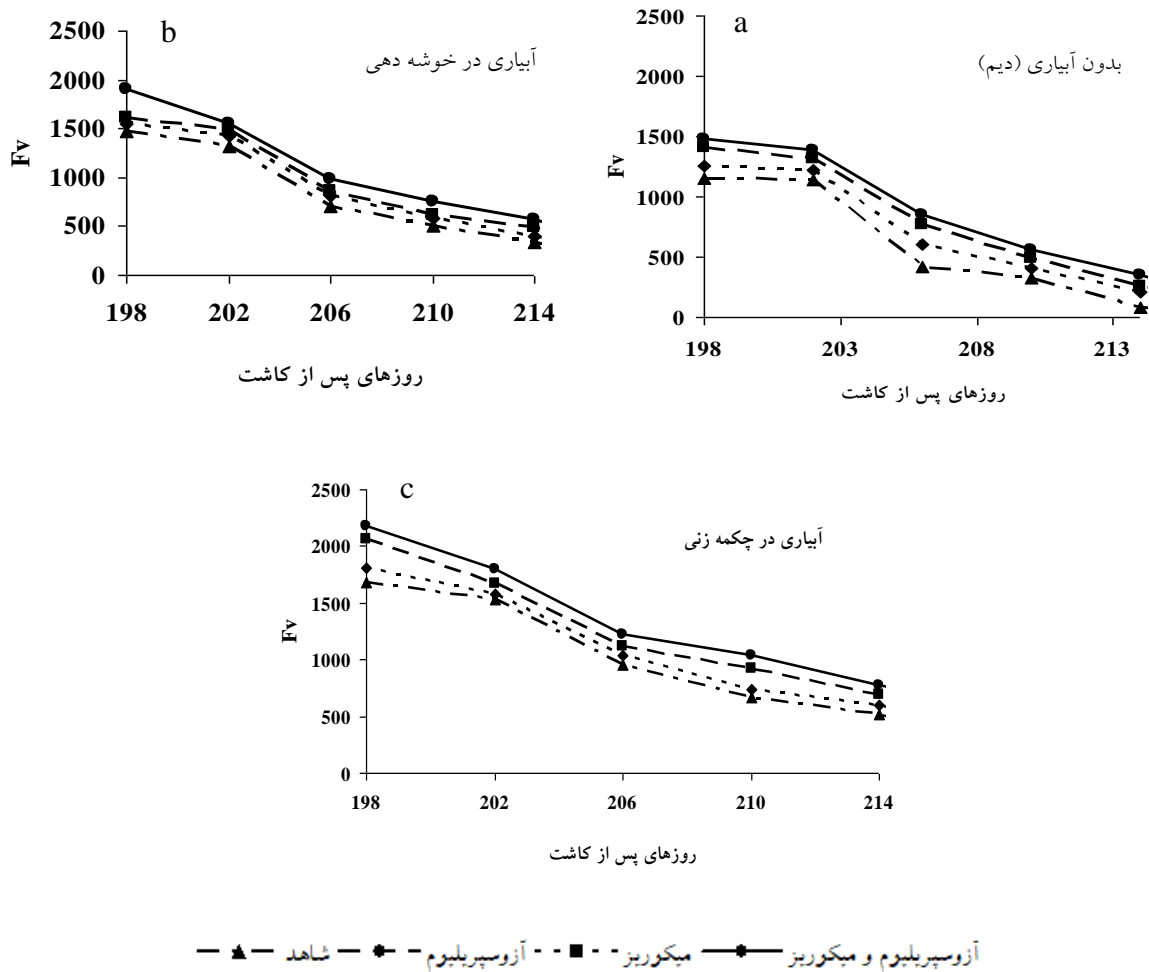 b
آبیاری در خوشه دهی
2500
2000
1500
1000
500
0
Fv
198 202 206 210 214
روزهای پس از کاشت
a
بدون آبیاری (دیم)
2500
2000
1500
1000
500
0
Fv
198 203 208 213
روزهای پس از کاشت
c
آبیاری در چکمه زنی
2500
2000
1500
1000
500
0
Fv
198 202 206 210 214
روزهای پس از کاشت
آزوسپریلیوم و میکوریز میکوریز آزوسپریلیوم شاهد